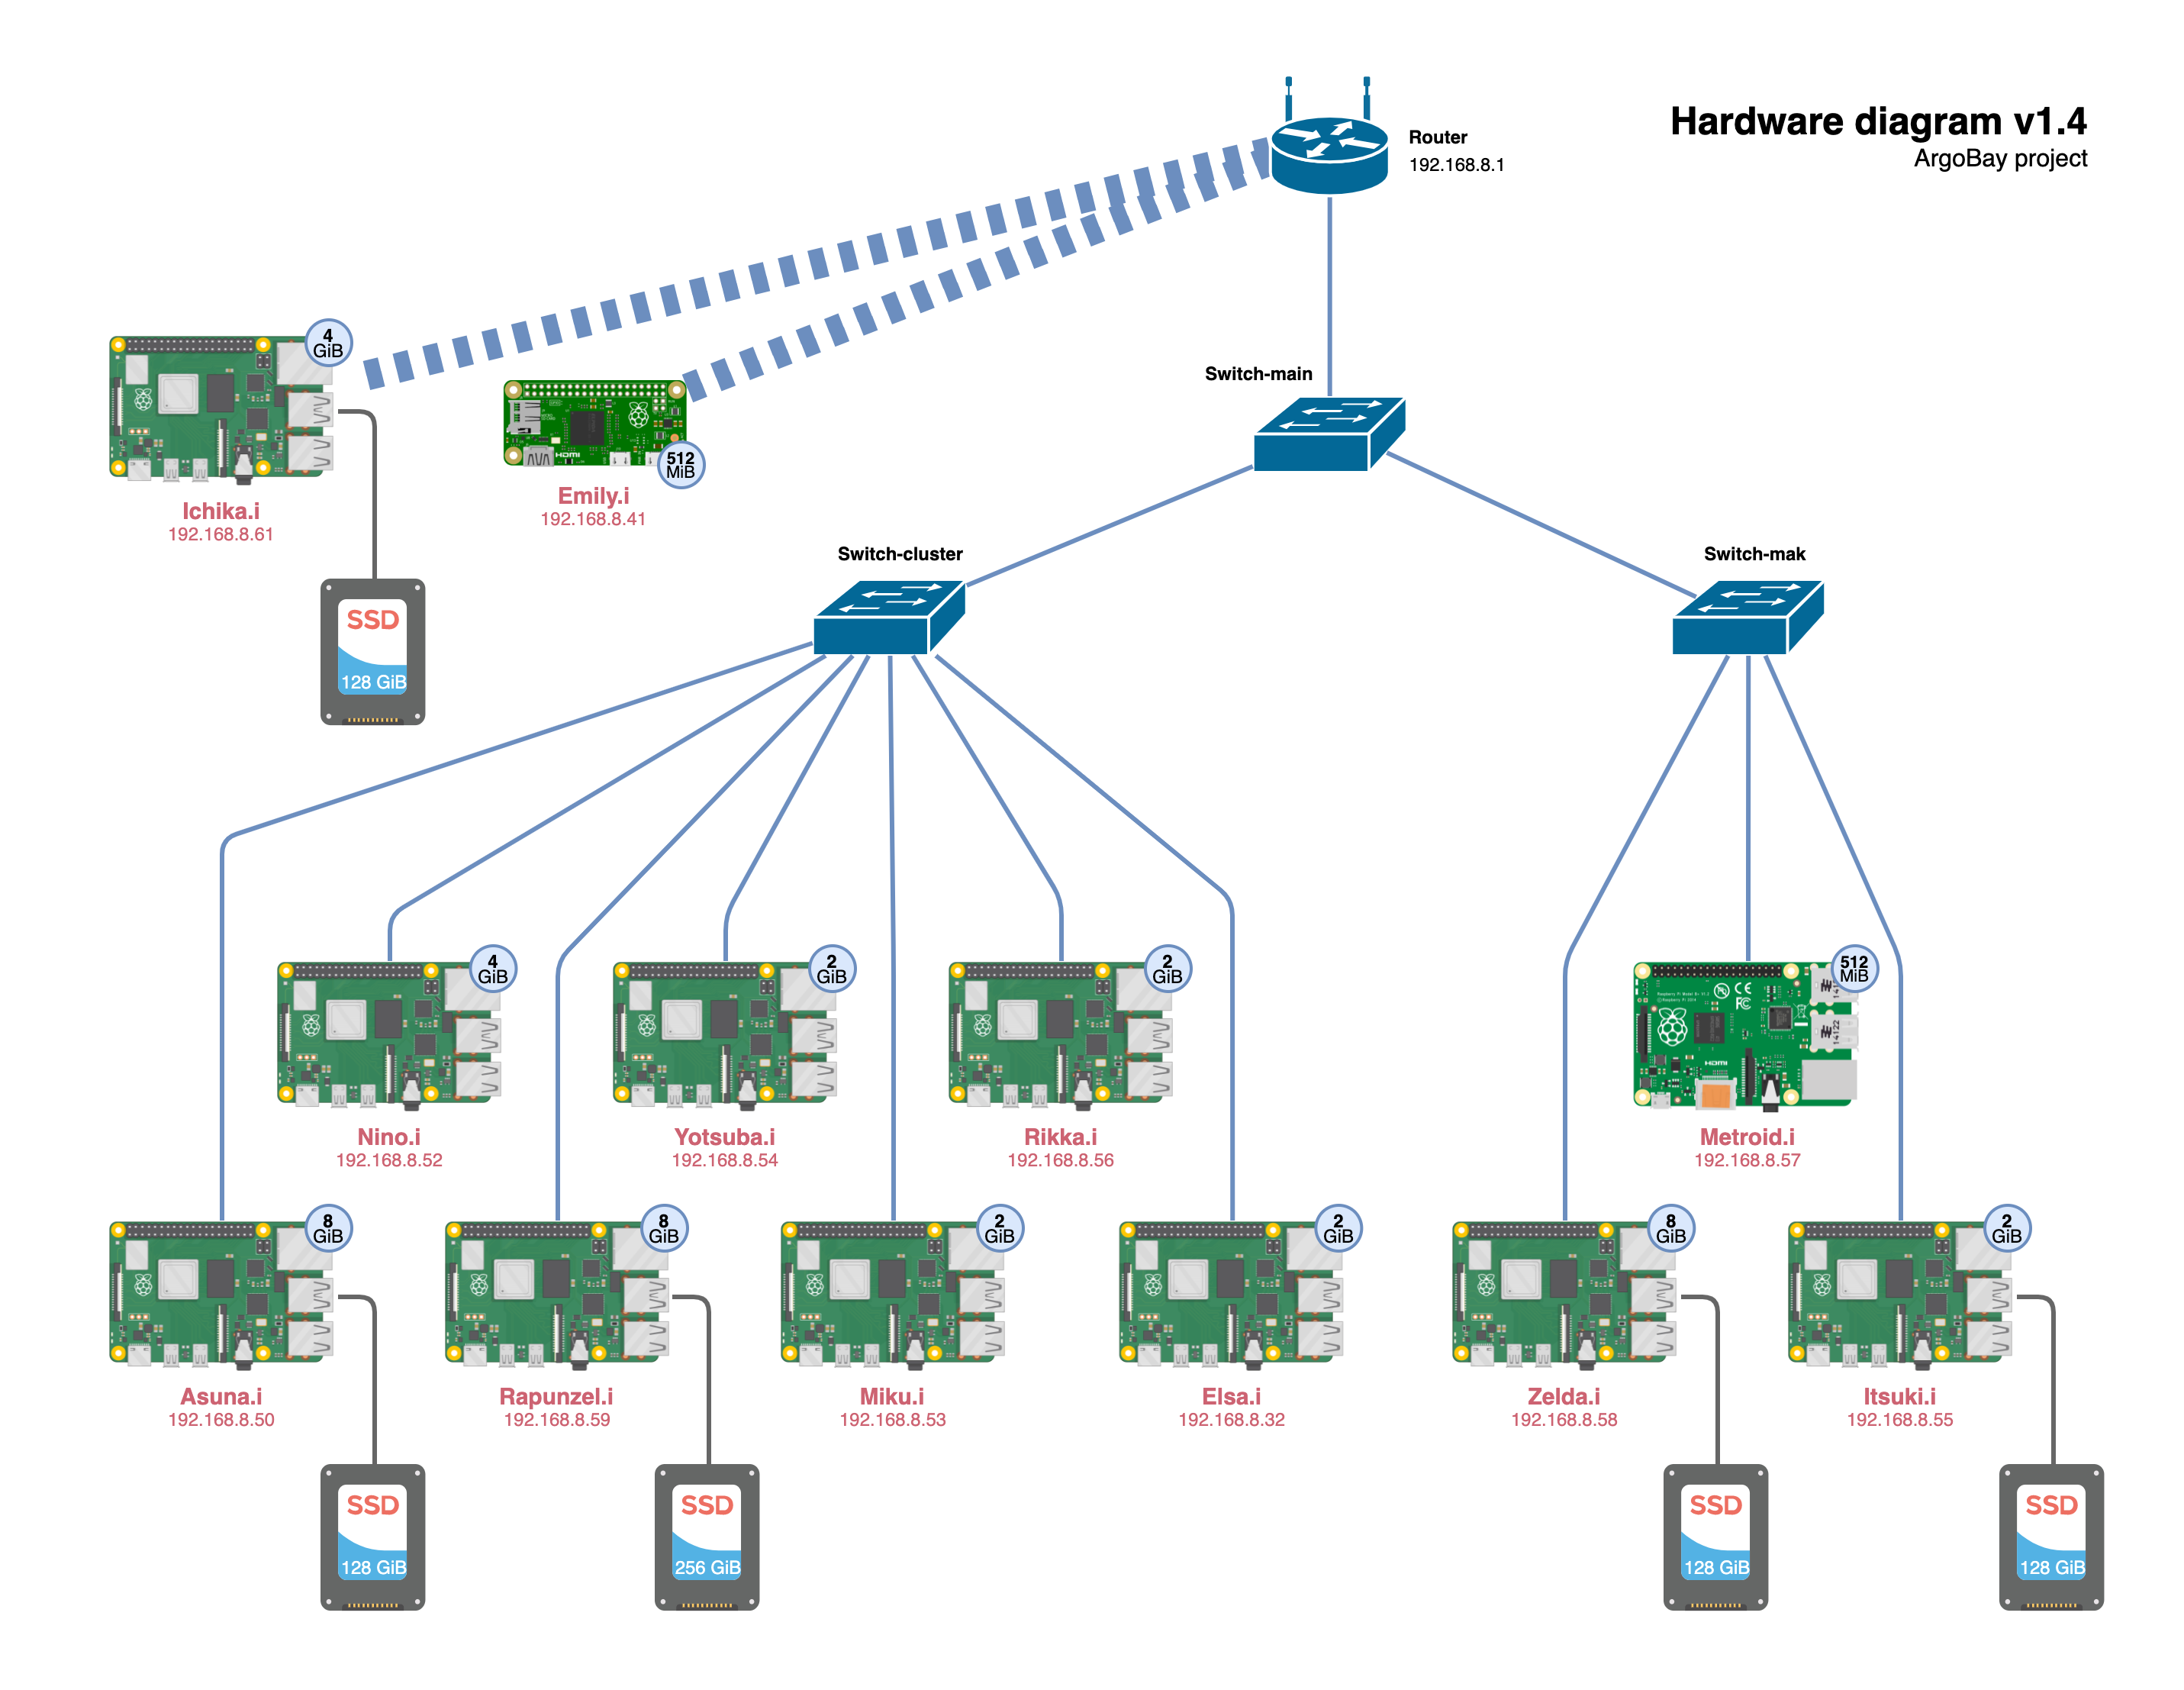 Hardware diagram v1.4
ArgoBay project
Router
192.168.8.1
Switch-main
4
GiB
Ichika.i
192.168.8.61
HDMI
512
MiB
Emily.i
192.168.8.41
Switch-cluster
Switch-mak
SSD
128 GiB
4
GiB
Nino.i
192.168.8.52
2
GiB
Yotsuba.i
192.168.8.54
2
GiB
Rikka.i
192.168.8.56
512
MiB
HDMI
Metroid.i
192.168.8.57
8
GiB
Asuna.i
192.168.8.50
8
GiB
Rapunzel.i
192.168.8.59
2
GiB
Miku.i
192.168.8.53
2
GiB
Elsa.i
192.168.8.32
8
GiB
Zelda.i
192.168.8.58
2
GiB
Itsuki.i
192.168.8.55
SSD
128 GiB
SSD
256 GiB
SSD
128 GiB
SSD
128 GiB